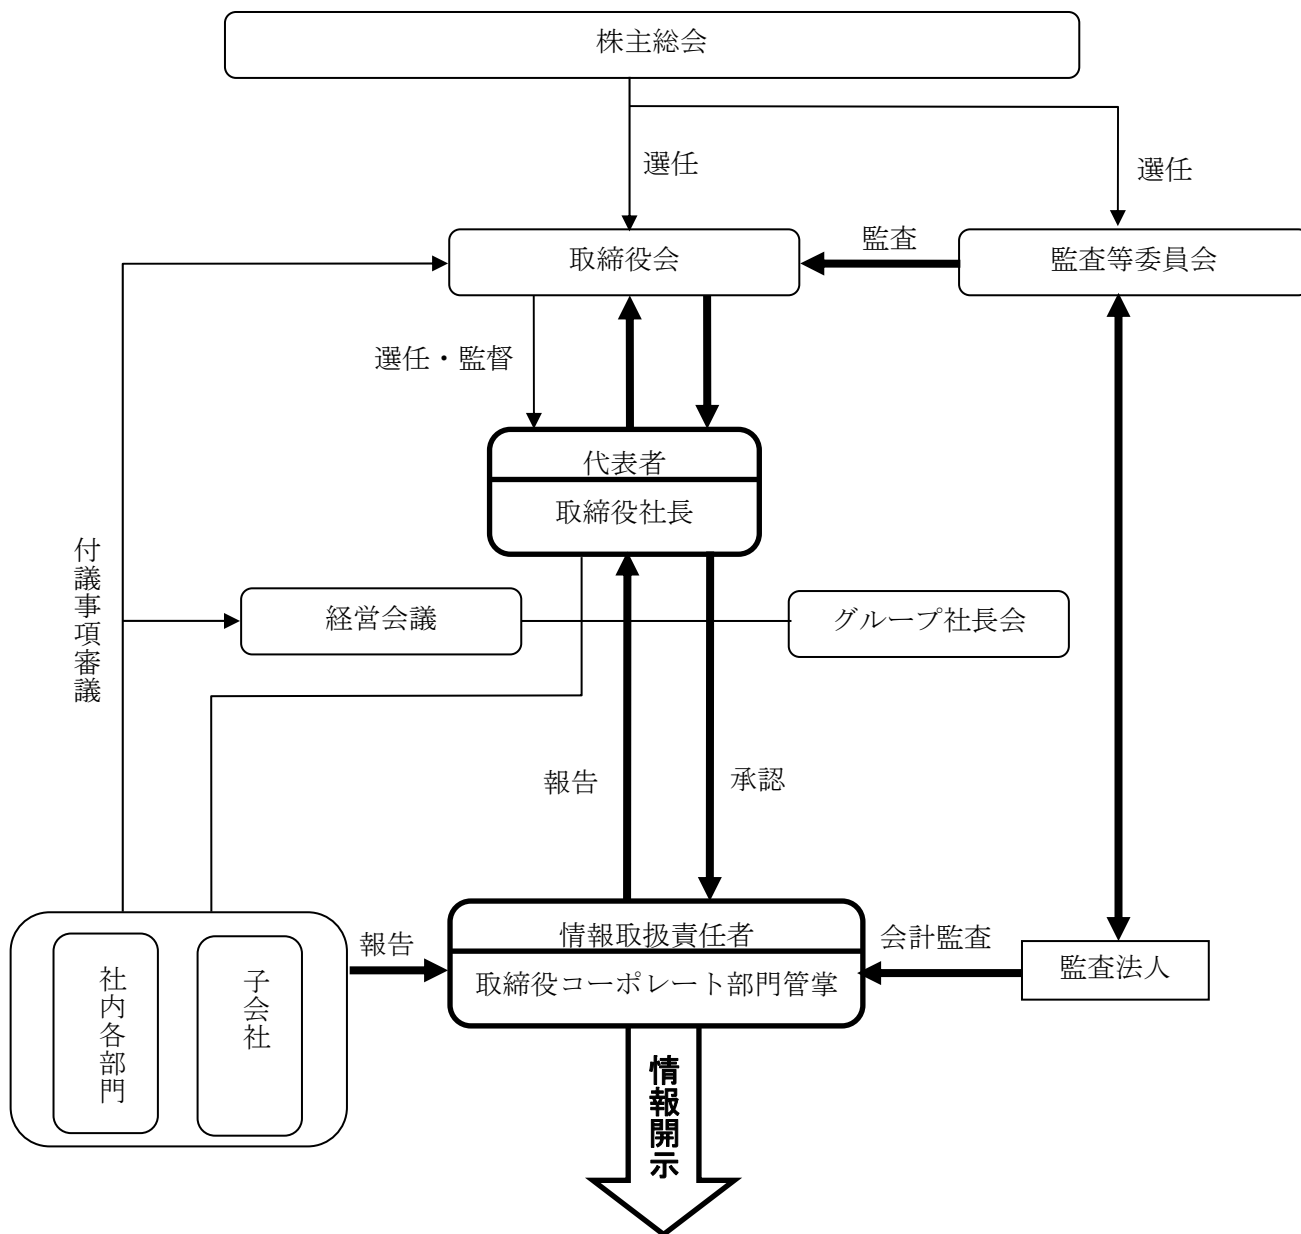 株主総会
選任
選任
監査
取締役会
監査等委員会
選任・監督
代表者
取締役社長
付議事項審議
経営会議
グループ社長会
報告
承認
報告
情報取扱責任者
会計監査
取締役コーポレート部門管掌
監査法人
社内各部門
子会社
情報開示